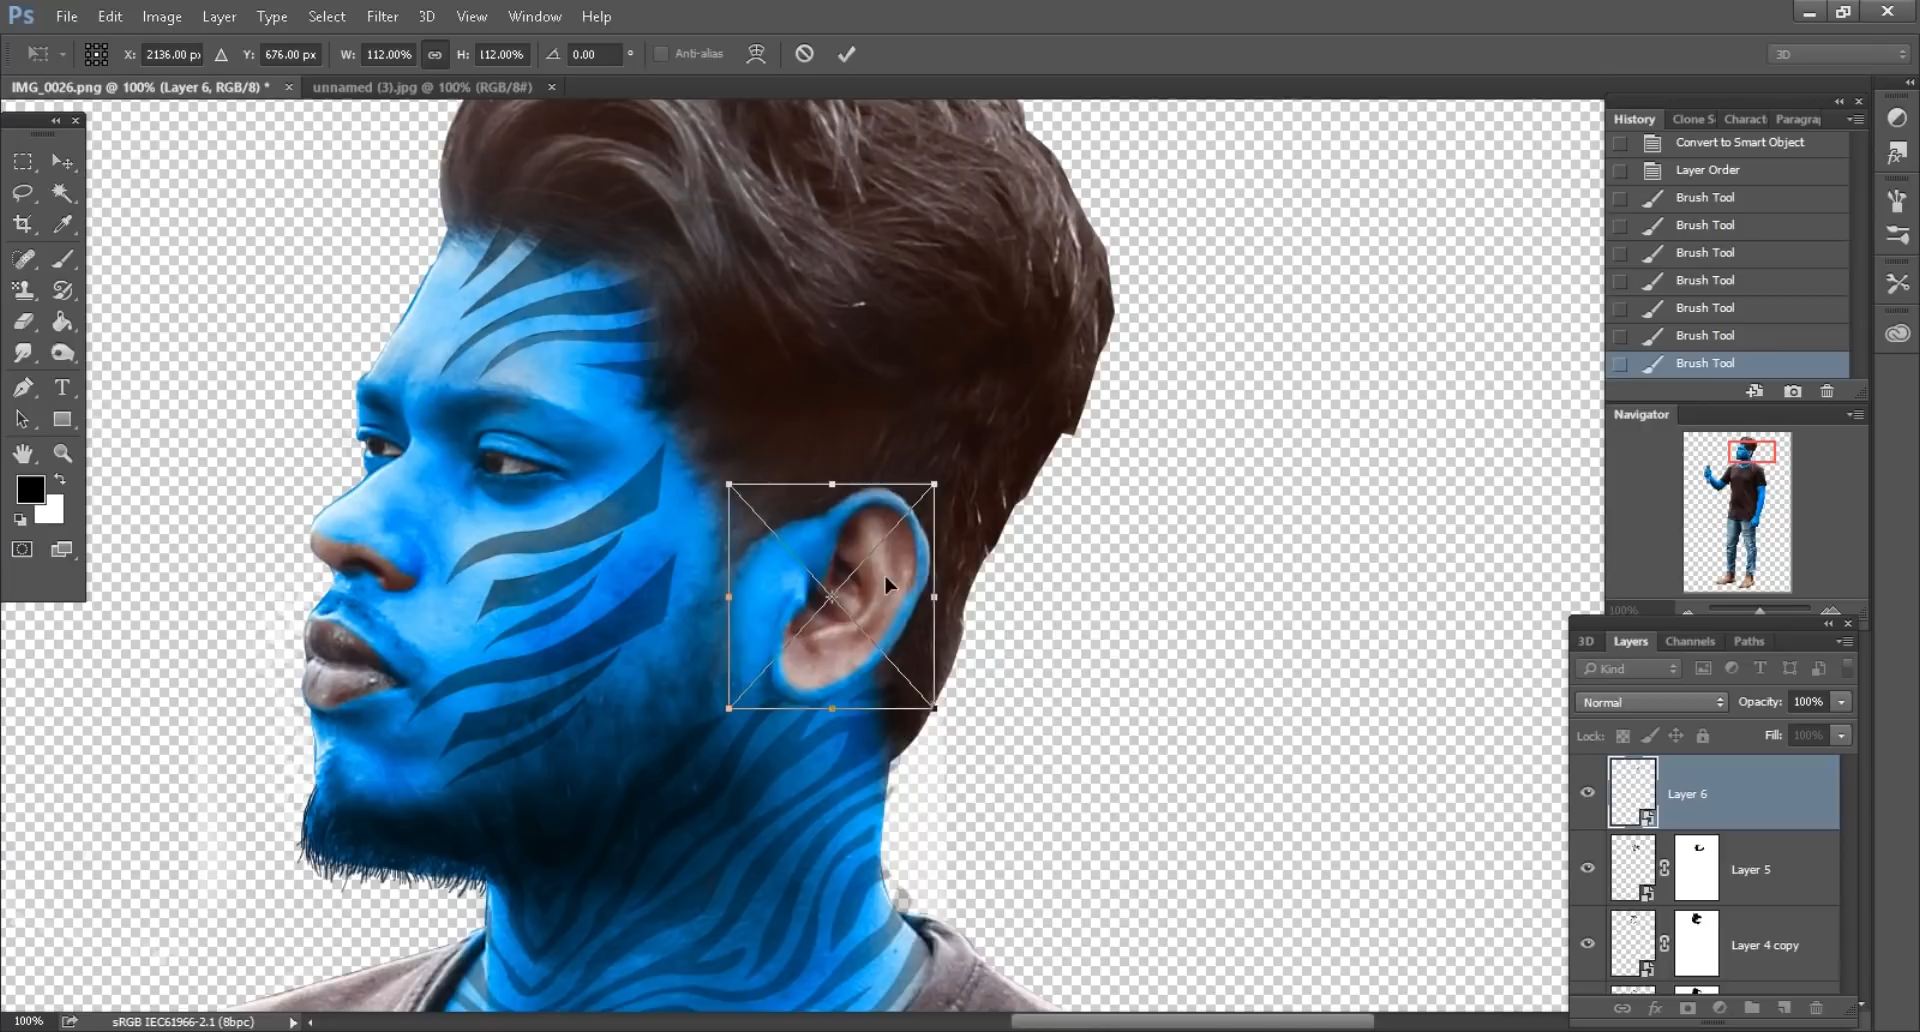 Ps File Edit Image Layer Type Select Filter 3D View Window Help
X: 2136.00 p Y: 676.00 px W: 112.00% H: 112.00% 0.00 ° Anti-alias 3D
IMG_0026.png @ 100% (Layer 6, RGB/8) * × unnamed (3).jpg @ 100% (RGB/8#) ×
History Clone S Charact Paragra
Convert to Smart Object
Layer Order
Brush Tool
Brush Tool
Brush Tool
Brush Tool
Brush Tool
Brush Tool
Brush Tool
Navigator
100%
3D Layers Channels Paths
Kind
Normal Opacity: 100%
Lock: Fill: 100%
Layer 6
Layer 5
Layer 4 copy
100% sRGB IEC61966-2.1 (8bpc)